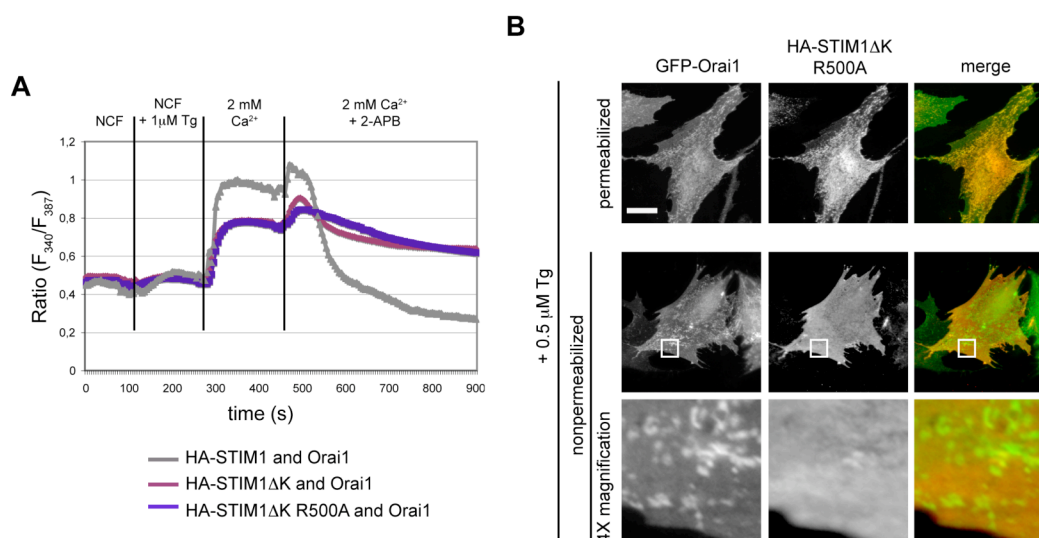 A
NCF
NCF
+ 1µM Tg
2 mM
Ca²⁺
2 mM Ca²⁺
+ 2-APB
Ratio (F₃₄₀/F₃₈₇)
1,2
1
0,8
0,6
0,4
0,2
0
0 100 200 300 400 500 600 700 800 900
time (s)
HA-STIM1 and Orai1
HA-STIM1ΔK and Orai1
HA-STIM1ΔK R500A and Orai1
B
GFP-Orai1
HA-STIM1ΔK
R500A
merge
+ 0.5 µM Tg
permeabilized
nonpermeabilized
4X magnification